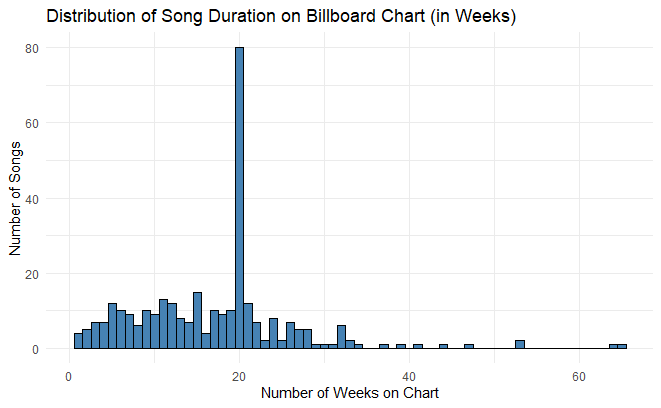 Distribution of Song Duration on Billboard Chart (in Weeks)
80
60
40
20
0
Number of Songs
0 20 40 60
Number of Weeks on Chart